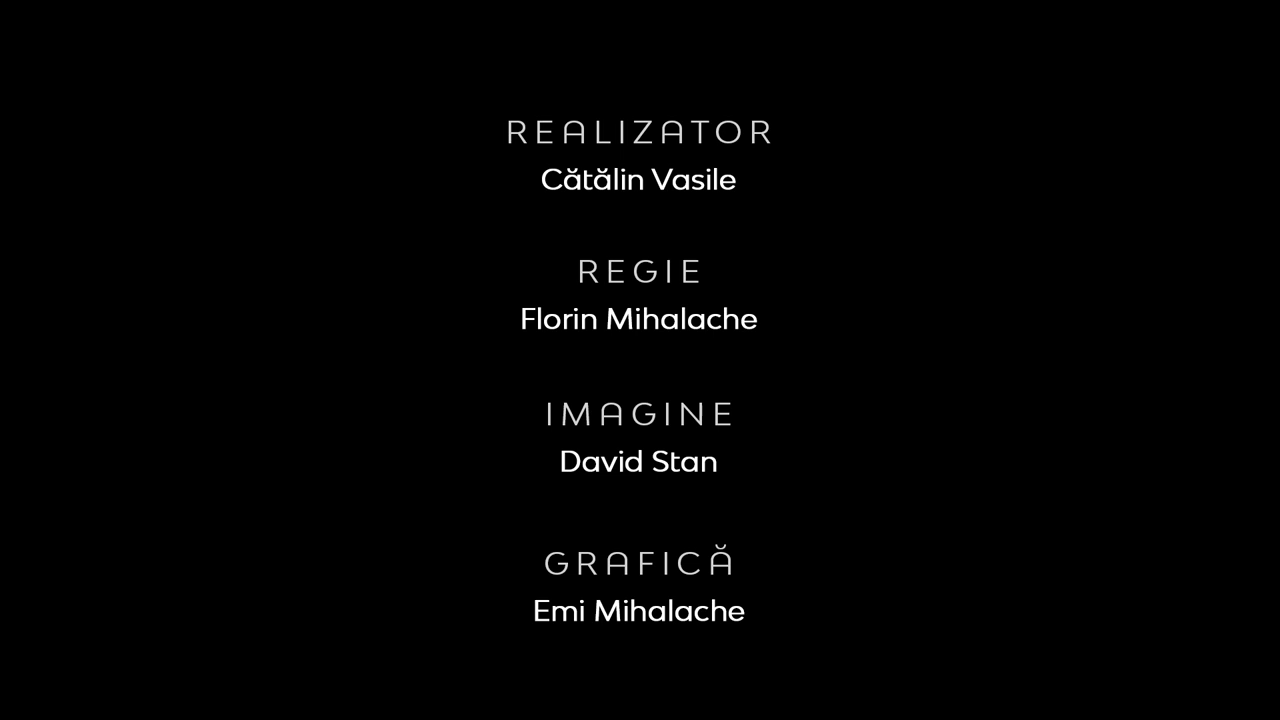 REALIZATOR
Cătălin Vasile
REGIE
Florin Mihalache
IMAGINE
David Stan
GRAFICĂ
Emi Mihalache